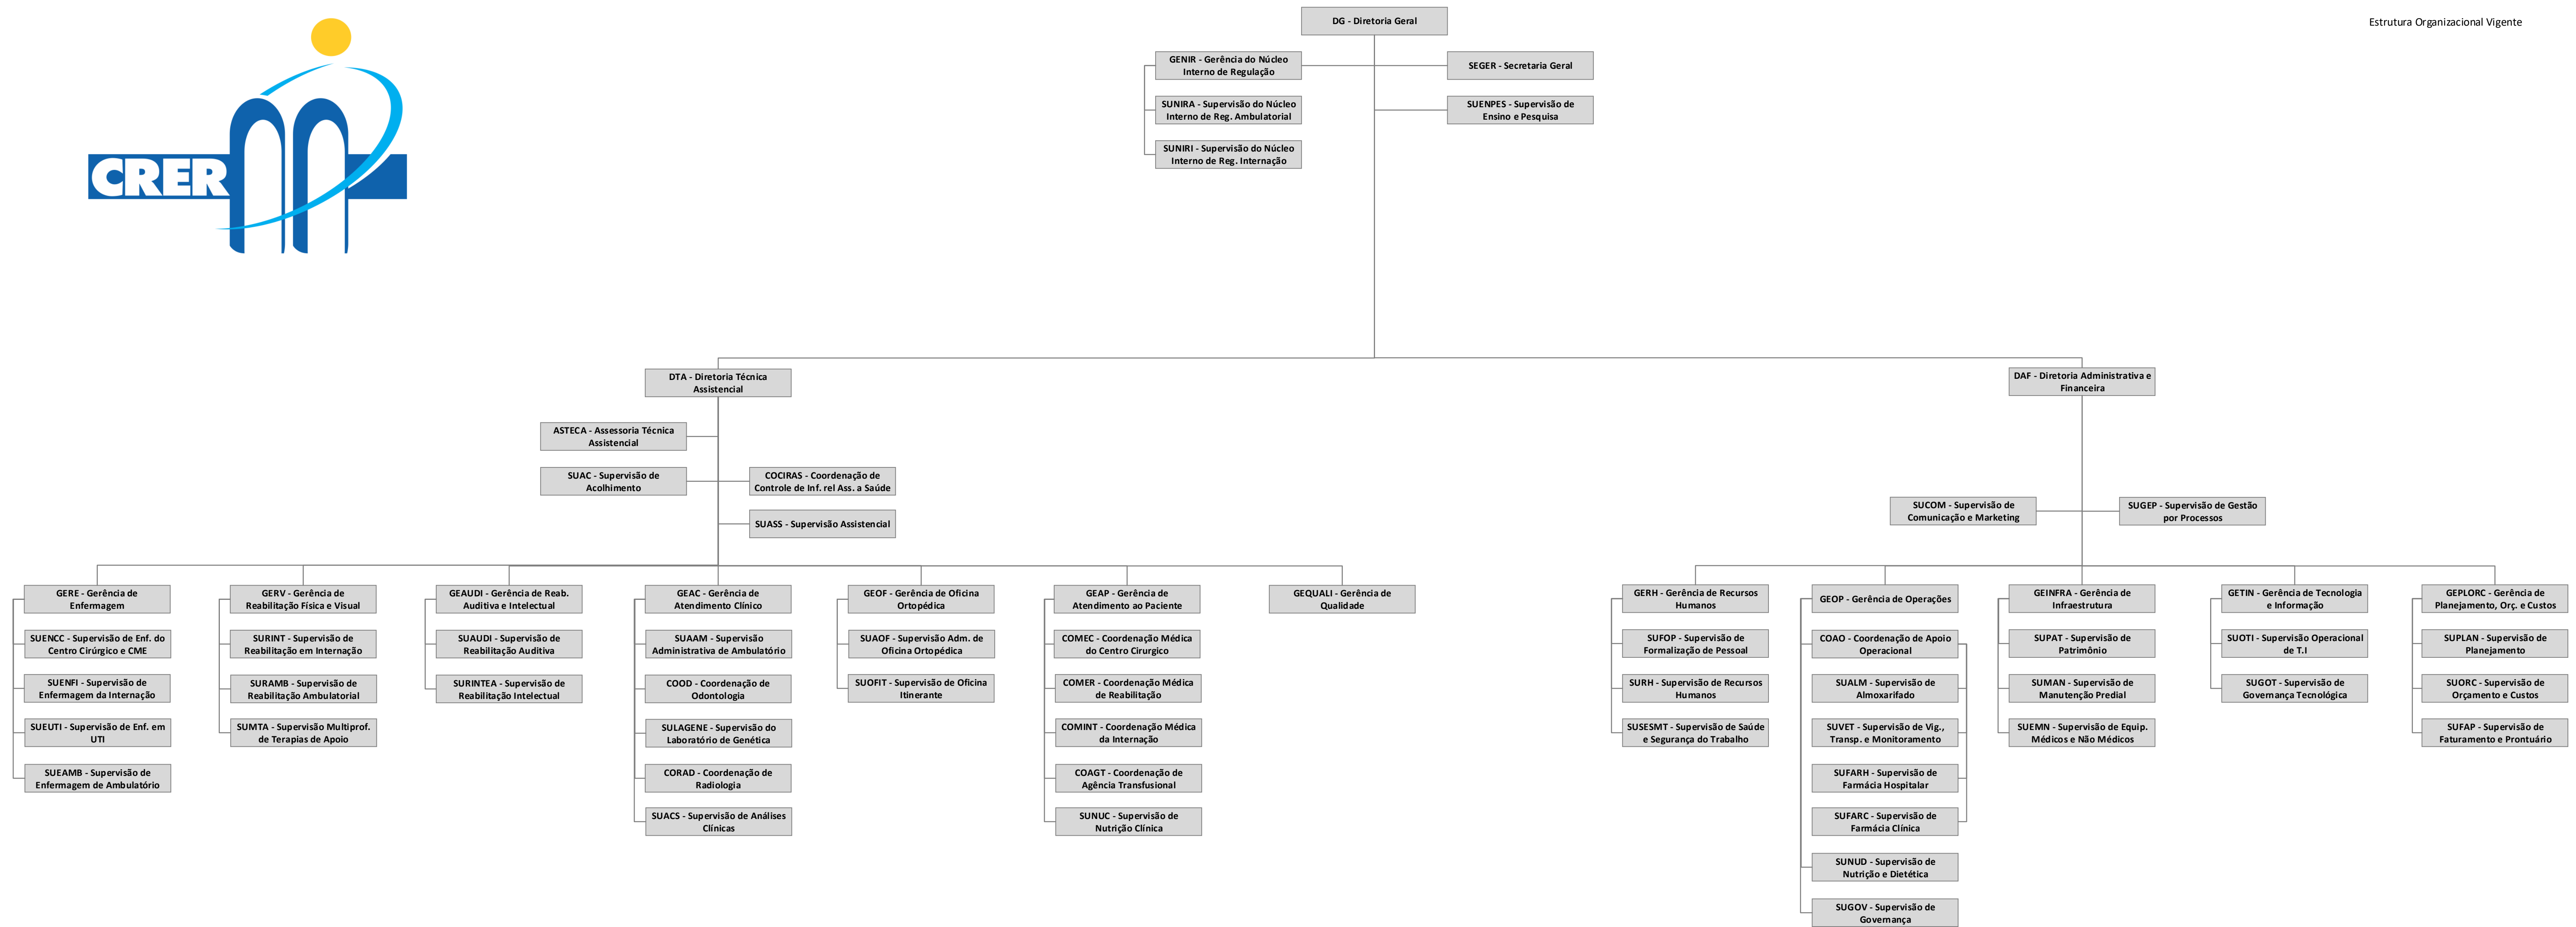 DG - Diretoria Geral
Estrutura Organizacional Vigente
GENIR - Gerência do Núcleo
Interno de Regulação
SEGER - Secretaria Geral
SUNIRA - Supervisão do Núcleo
Interno de Reg. Ambulatorial
SUENPES - Supervisão de
Ensino e Pesquisa
SUNIRI - Supervisão do Núcleo
Interno de Reg. Internação
CRER
DTA - Diretoria Técnica
Assistencial
DAF - Diretoria Administrativa e
Financeira
ASTECA - Assessoria Técnica
Assistencial
SUAC - Supervisão de
Acolhimento
COCIRAS - Coordenação de
Controle de Inf. rel Ass. a Saúde
SUASS - Supervisão Assistencial
SUCOM - Supervisão de
Comunicação e Marketing
SUGEP - Supervisão de Gestão
por Processos
GERE - Gerência de
Enfermagem
SUENCC - Supervisão de Enf. do
Centro Cirúrgico e CME
SUENFI - Supervisão de
Enfermagem da Internação
SUEUTI - Supervisão de Enf. em
UTI
SUEAMB - Supervisão de
Enfermagem de Ambulatório
GERV - Gerência de
Reabilitação Física e Visual
SURINT - Supervisão de
Reabilitação em Internação
SURAMB - Supervisão de
Reabilitação Ambulatorial
SUMTA - Supervisão Multiprof.
de Terapias de Apoio
GEAUDI - Gerência de Reab.
Auditiva e Intelectual
SUAUDI - Supervisão de
Reabilitação Auditiva
SURINTEA - Supervisão de
Reabilitação Intelectual
GEAC - Gerência de
Atendimento Clínico
SUAAM - Supervisão
Administrativa de Ambulatório
COOD - Coordenação de
Odontologia
SULAGENE - Supervisão do
Laboratório de Genética
CORAD - Coordenação de
Radiologia
SUACS - Supervisão de Análises
Clínicas
GEOF - Gerência de Oficina
Ortopédica
SUAOF - Supervisão Adm. de
Oficina Ortopédica
SUOFIT - Supervisão de Oficina
Itinerante
GEAP - Gerência de
Atendimento ao Paciente
COMEC - Coordenação Médica
do Centro Cirurgico
COMER - Coordenação Médica
de Reabilitação
COMINT - Coordenação Médica
da Internação
COAGT - Coordenação de
Agência Transfusional
SUNUC - Supervisão de
Nutrição Clínica
GEQUALI - Gerência de
Qualidade
GERH - Gerência de Recursos
Humanos
SUFOP - Supervisão de
Formalização de Pessoal
SURH - Supervisão de Recursos
Humanos
SUSESMT - Supervisão de Saúde
e Segurança do Trabalho
GEOP - Gerência de Operações
COAO - Coordenação de Apoio
Operacional
SUALM - Supervisão de
Almoxarifado
SUVET - Supervisão de Vig.,
Transp. e Monitoramento
SUFARH - Supervisão de
Farmácia Hospitalar
SUFARC - Supervisão de
Farmácia Clínica
SUNUD - Supervisão de
Nutrição e Dietética
SUGOV - Supervisão de
Governança
GEINFRA - Gerência de
Infraestrutura
SUPAT - Supervisão de
Patrimônio
SUMAN - Supervisão de
Manutenção Predial
SUEMN - Supervisão de Equip.
Médicos e Não Médicos
GETIN - Gerência de Tecnologia
e Informação
SUOTI - Supervisão Operacional
de T.I
SUGOT - Supervisão de
Governança Tecnológica
GEPLORC - Gerência de
Planejamento, Orç. e Custos
SUPLAN - Supervisão de
Planejamento
SUORC - Supervisão de
Orçamento e Custos
SUFAP - Supervisão de
Faturamento e Prontuário